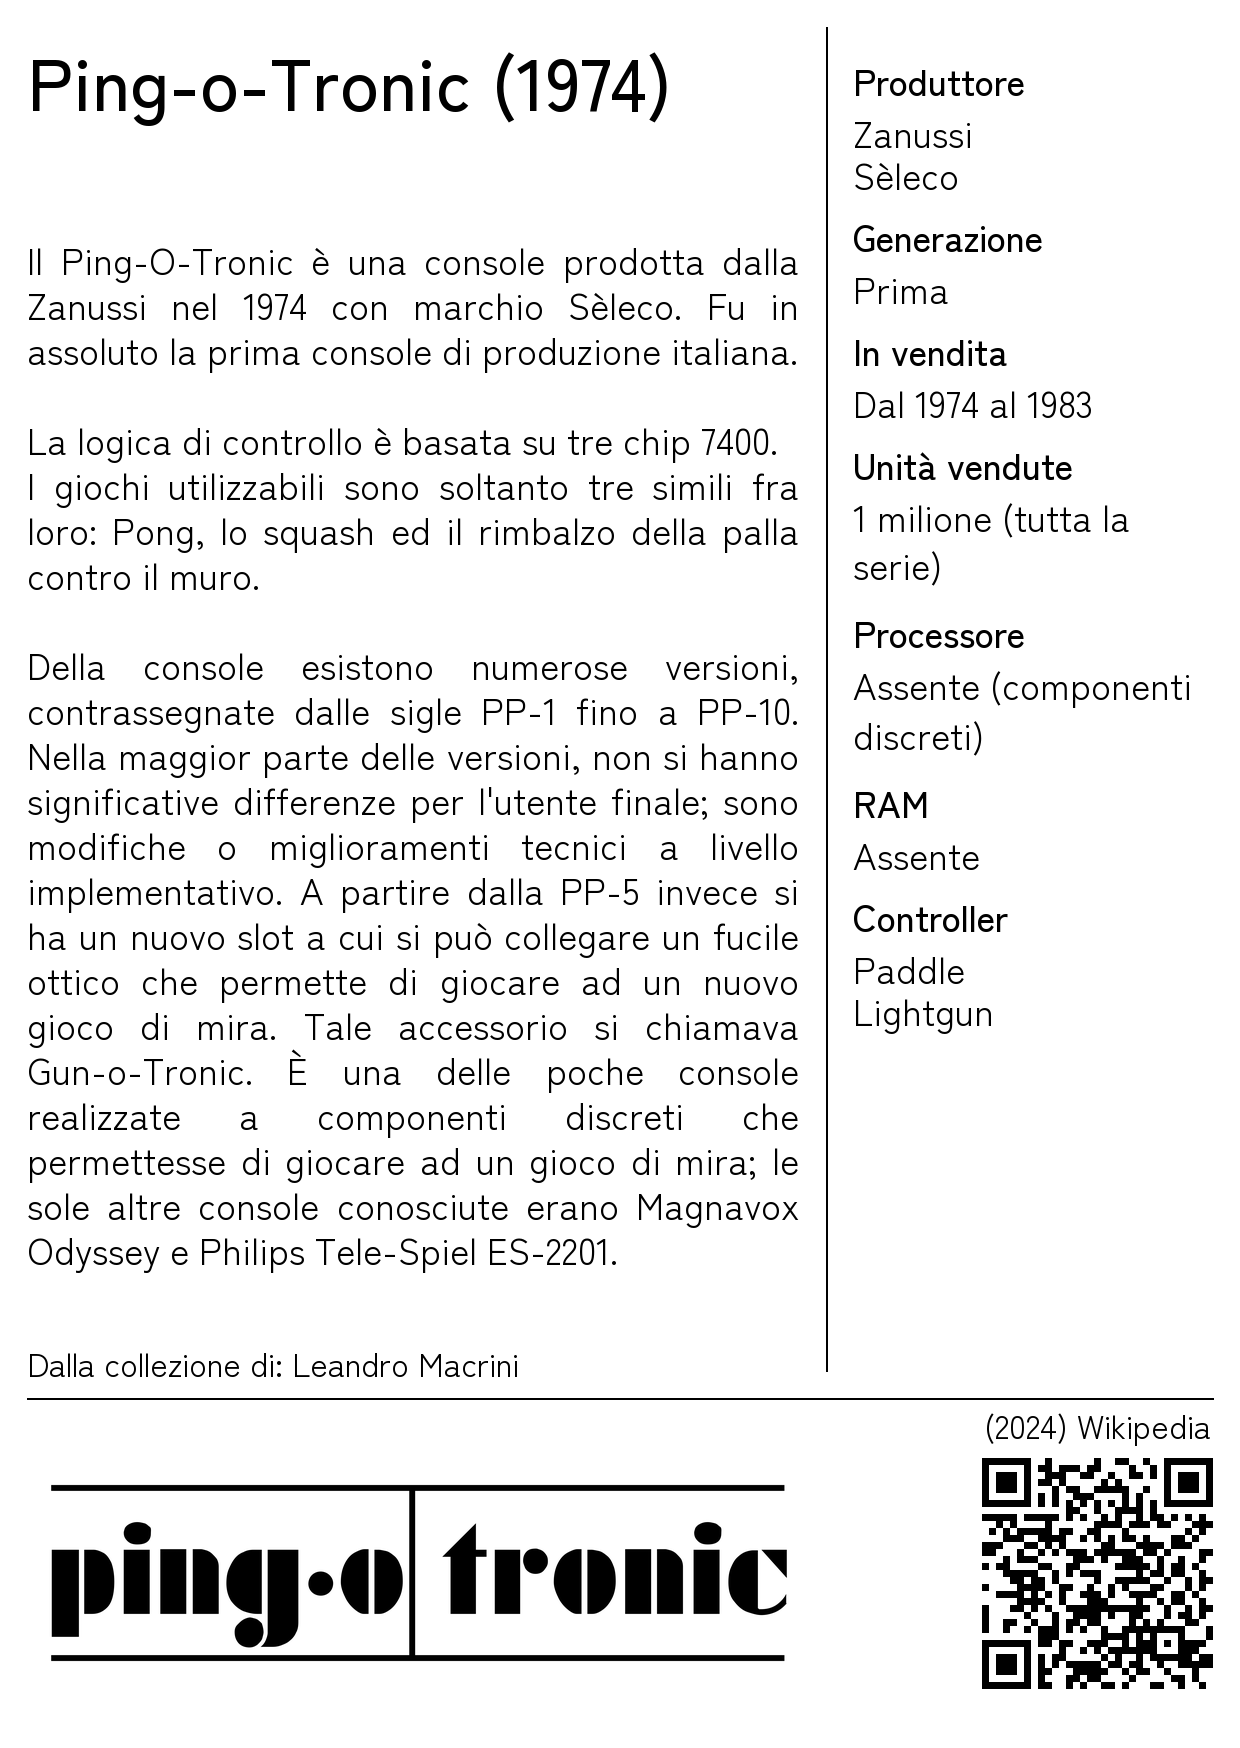 Ping-o-Tronic (1974)
Il Ping-O-Tronic è una console prodotta dalla
Zanussi nel 1974 con marchio Sèleco. Fu in
assoluto la prima console di produzione italiana.
La logica di controllo è basata su tre chip 7400.
I giochi utilizzabili sono soltanto tre simili fra
loro: Pong, lo squash ed il rimbalzo della palla
contro il muro.
Della console esistono numerose versioni,
contrassegnate dalle sigle PP-1 fino a PP-10.
Nella maggior parte delle versioni, non si hanno
significative differenze per l'utente finale; sono
modifiche o miglioramenti tecnici a livello
implementativo. A partire dalla PP-5 invece si
ha un nuovo slot a cui si può collegare un fucile
ottico che permette di giocare ad un nuovo
gioco di mira. Tale accessorio si chiamava
Gun-o-Tronic. È una delle poche console
realizzate a componenti discreti che
permettesse di giocare ad un gioco di mira; le
sole altre console conosciute erano Magnavox
Odyssey e Philips Tele-Spiel ES-2201.
Dalla collezione di: Leandro Macrini
Produttore
Zanussi
Sèleco
Generazione
Prima
In vendita
Dal 1974 al 1983
Unità vendute
1 milione (tutta la
serie)
Processore
Assente (componenti
discreti)
RAM
Assente
Controller
Paddle
Lightgun
(2024) Wikipedia
ping•o tronic